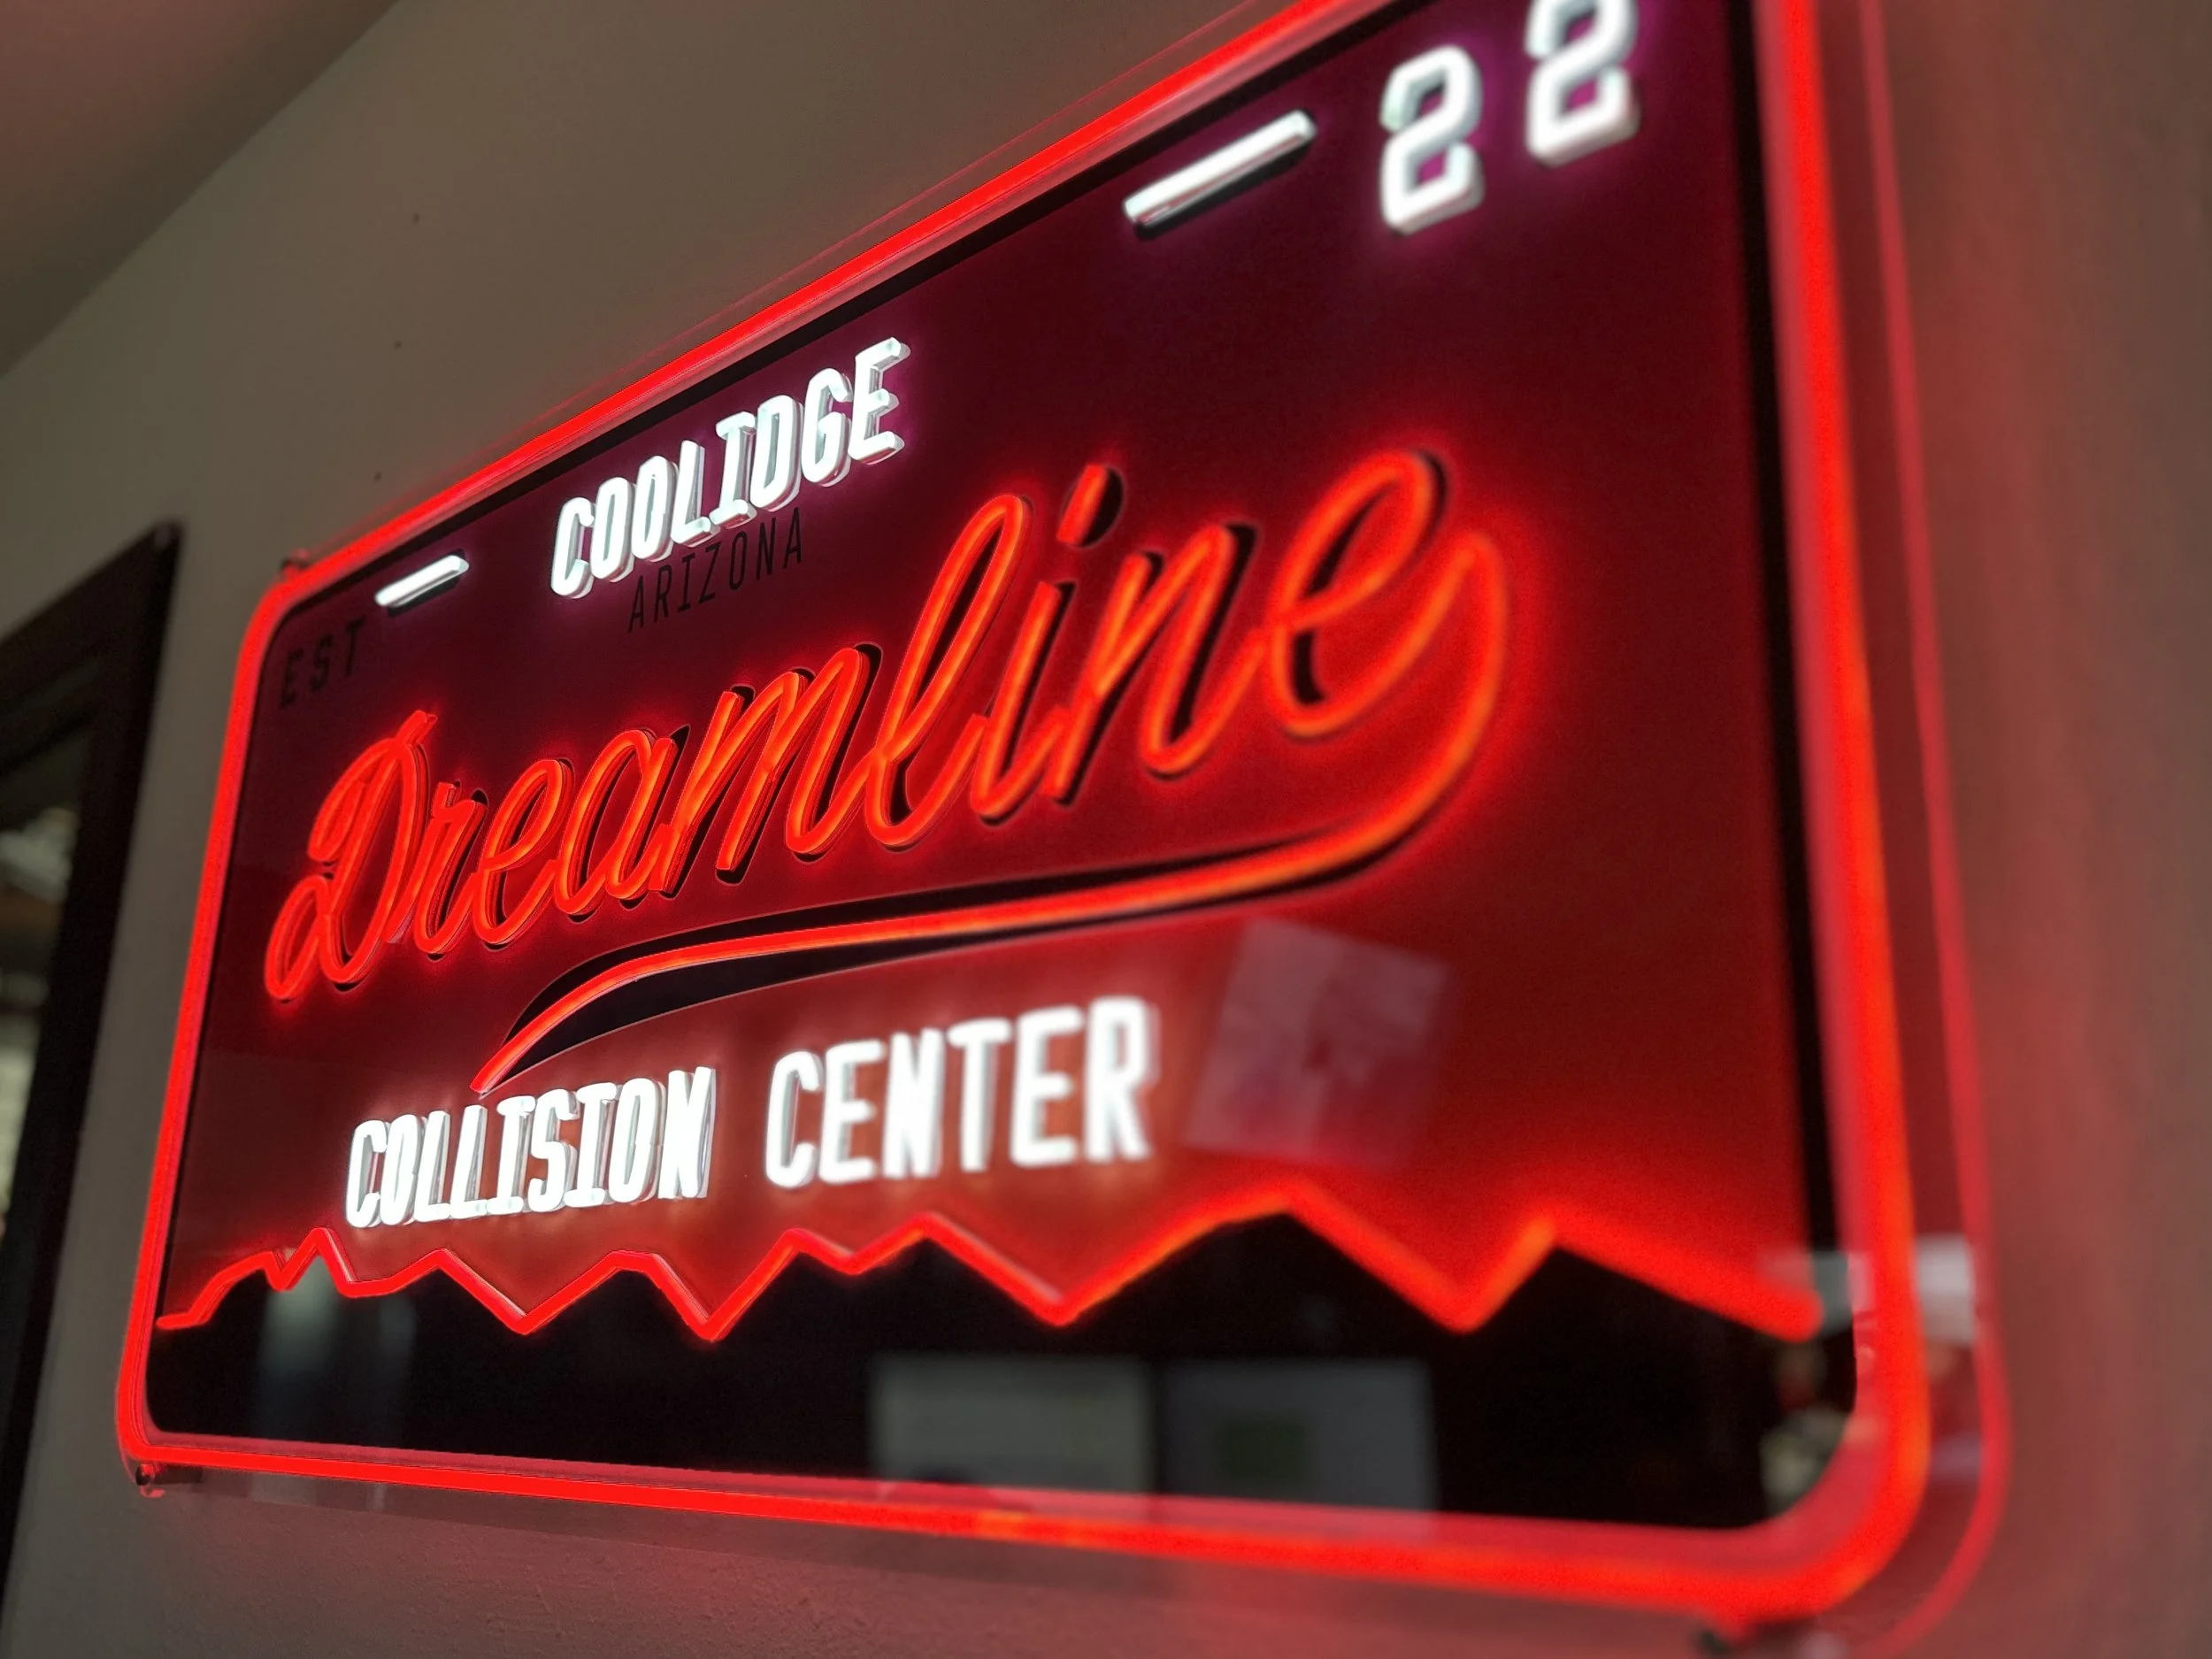 COOLIDGE
ARIZONA
EST 22
Dreamline
COLLISION CENTER